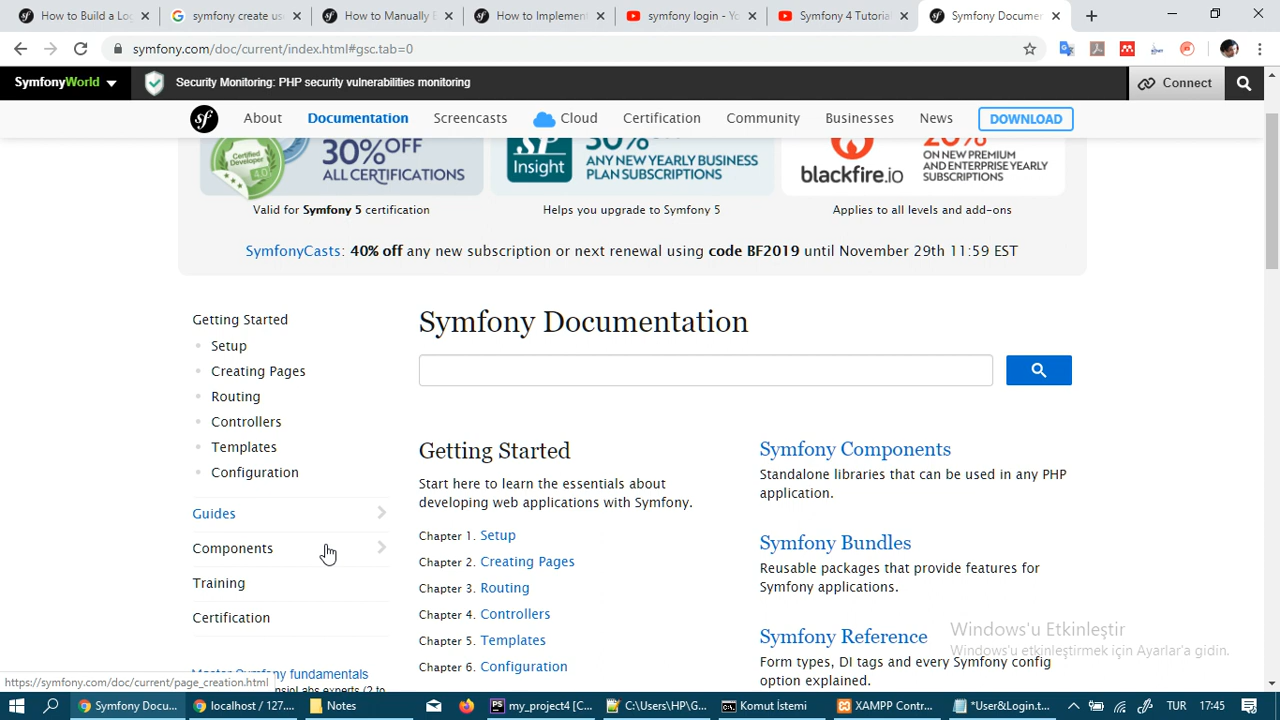 How to Build a Lo
symfony create use
How to Manually E
How to Implemen
symfony login - Yo
Symfony 4 Tutoria
Symfony Docume
symfony.com/doc/current/index.html#gsc.tab=0
SymfonyWorld
Security Monitoring: PHP security vulnerabilities monitoring
Connect
sf
About
Documentation
Screencasts
Cloud
Certification
Community
Businesses
News
DOWNLOAD
Certified Developer 4.0
30% OFF
ALL CERTIFICATIONS
Valid for Symfony 5 certification
SP
Insight
ANY NEW YEARLY BUSINESS
PLAN SUBSCRIPTIONS
Helps you upgrade to Symfony 5
blackfire.io
ON NEW PREMIUM
AND ENTERPRISE YEARLY
SUBSCRIPTIONS
Applies to all levels and add-ons
SymfonyCasts: 40% off any new subscription or next renewal using code BF2019 until November 29th 11:59 EST
Getting Started
Setup
Creating Pages
Routing
Controllers
Templates
Configuration
Guides
Components
Training
Certification
Master Symfony fundamentals
Symfony Documentation
Getting Started
Start here to learn the essentials about
developing web applications with Symfony.
Chapter 1. Setup
Chapter 2. Creating Pages
Chapter 3. Routing
Chapter 4. Controllers
Chapter 5. Templates
Chapter 6. Configuration
Symfony Components
Standalone libraries that can be used in any PHP
application.
Symfony Bundles
Reusable packages that provide features for
Symfony applications.
Symfony Reference
Form types, DI tags and every Symfony config
option explained.
Windows'u Etkinleştir
Windows'u etkinleştirmek için Ayarlar'a gidin.
https://symfony.com/doc/current/page_creation.html
Symfony Docu...
localhost / 127....
Notes
my_project4 [C...
C:\Users\HP\G...
Komut İstemi
XAMPP Contr...
*User&Login.t...
TUR
17:45